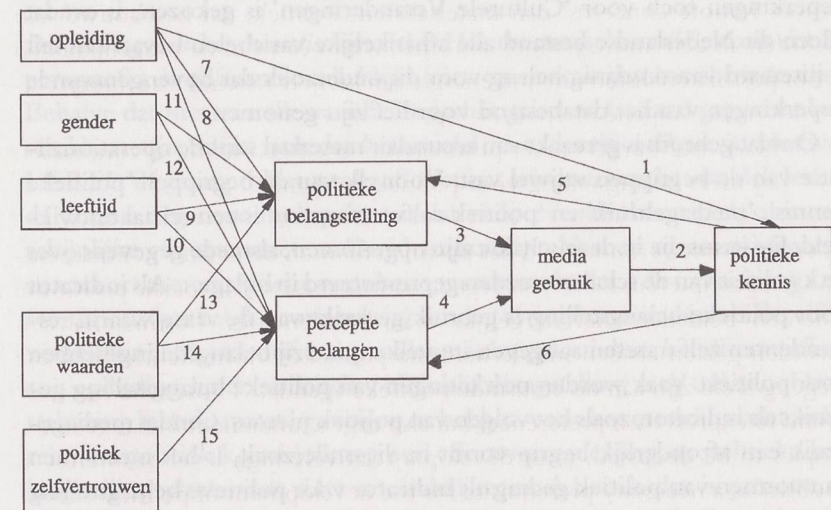 opleiding
gender
leeftijd
politieke
waarden
politiek
zelfvertrouwen
politieke
belangstelling
perceptie
belangen
media
gebruik
politieke
kennis
7
11
8
12
9
10
13
14
15
1
5
3
2
4
6